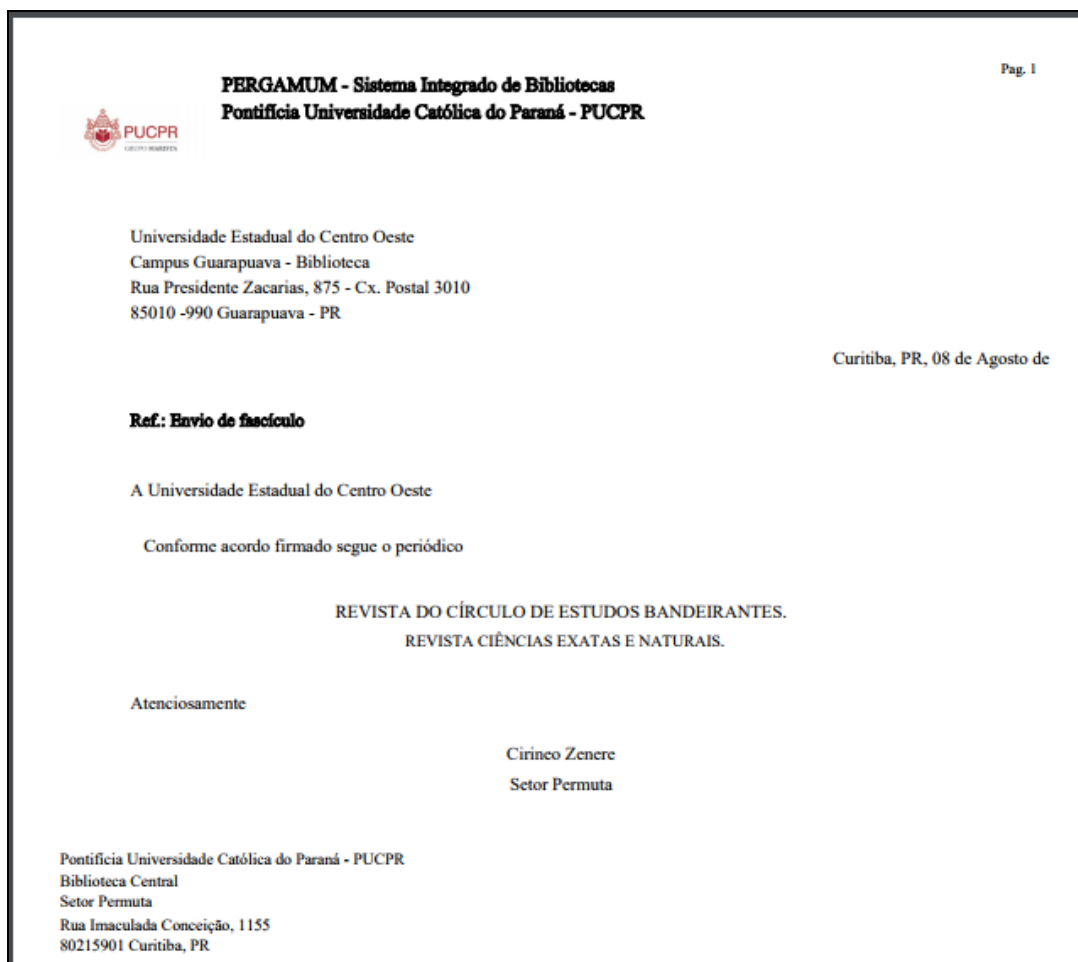 Pag. 1
PERGAMUM - Sistema Integrado de Bibliotecas
Pontifícia Universidade Católica do Paraná - PUCPR
PUCPR
GRUPO MARISTA
Universidade Estadual do Centro Oeste
Campus Guarapuava - Biblioteca
Rua Presidente Zacarias, 875 - Cx. Postal 3010
85010 -990 Guarapuava - PR
Curitiba, PR, 08 de Agosto de
Ref.: Envio de fascículo
A Universidade Estadual do Centro Oeste
Conforme acordo firmado segue o periódico
REVISTA DO CÍRCULO DE ESTUDOS BANDEIRANTES.
REVISTA CIÊNCIAS EXATAS E NATURAIS.
Atenciosamente
Cirineo Zenere
Setor Permuta
Pontifícia Universidade Católica do Paraná - PUCPR
Biblioteca Central
Setor Permuta
Rua Imaculada Conceição, 1155
80215901 Curitiba, PR